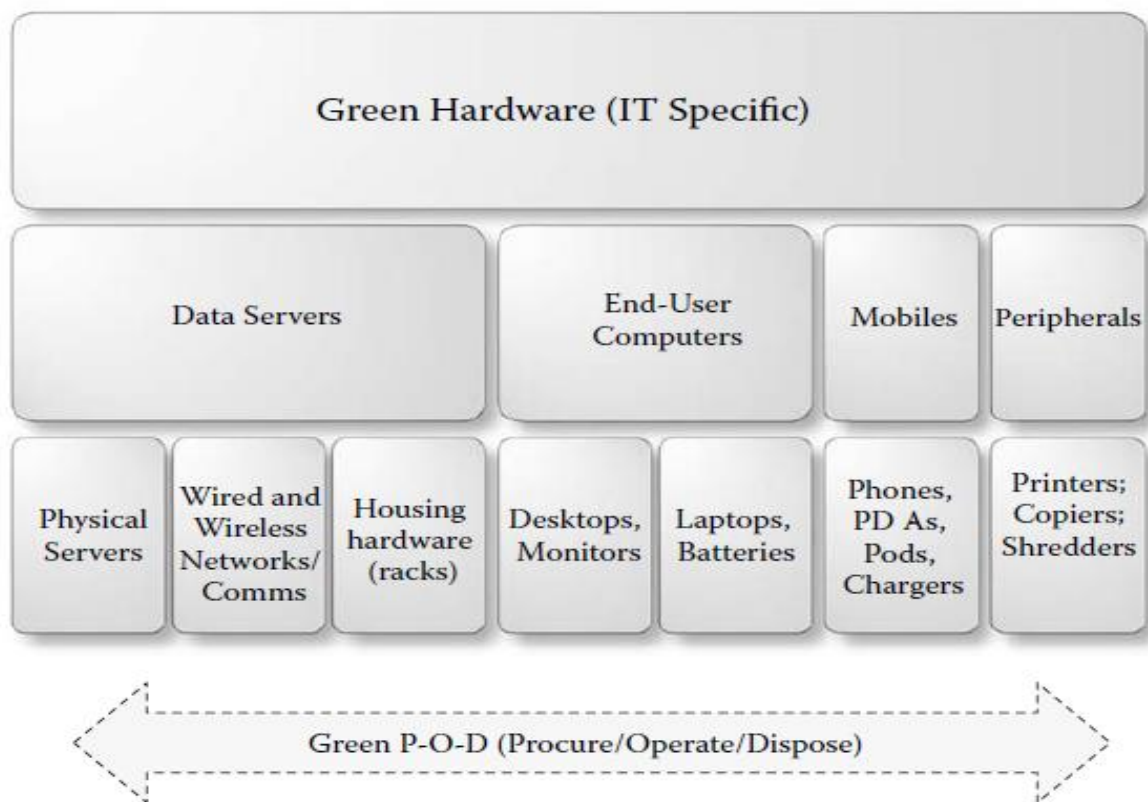 Green Hardware (IT Specific)
Data Servers
End-User
Computers
Mobiles
Peripherals
Physical
Servers
Wired and
Wireless
Networks/
Comms
Housing
hardware
(racks)
Desktops,
Monitors
Laptops,
Batteries
Phones,
PD As,
Pods,
Chargers
Printers;
Copiers;
Shredders
Green P-O-D (Procure/Operate/Dispose)